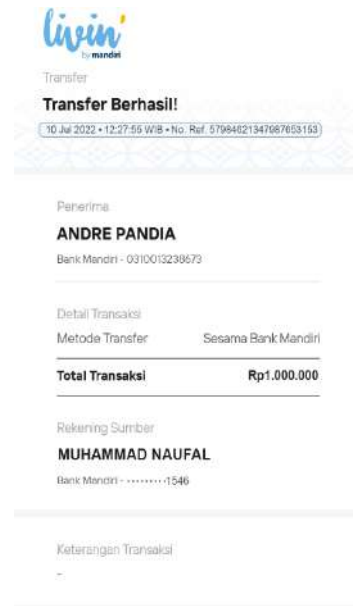 livin'
by mandiri
Transfer
Transfer Berhasil!
10 Jul 2022 • 12:27:55 WIB • No. Ref. 57984621347987653153
Penerima
ANDRE PANDIA
Bank Mandiri - 0310013238673
Detail Transaksi
Metode Transfer Sesama Bank Mandiri
Total Transaksi Rp1.000.000
Rekening Sumber
MUHAMMAD NAUFAL
Bank Mandiri - •••••••••1546
Keterangan Transaksi
-